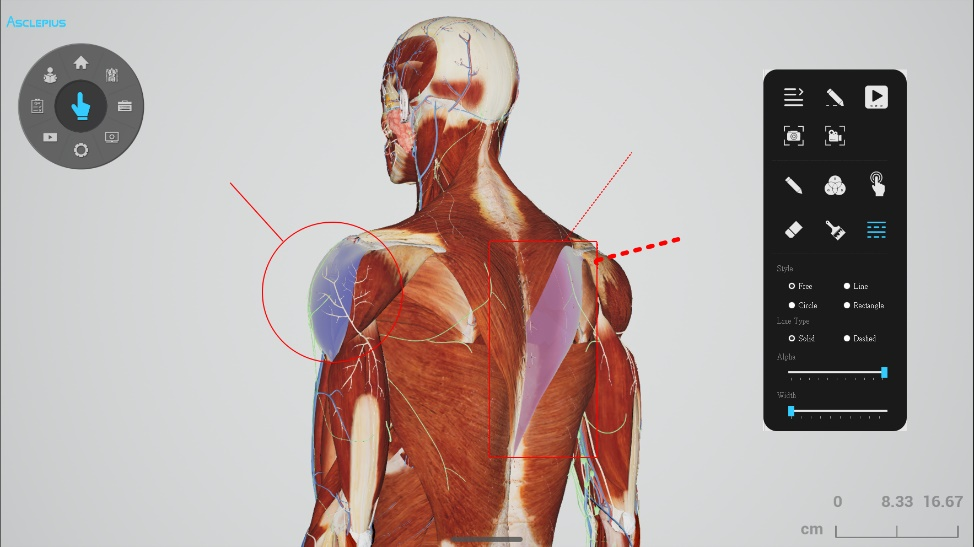 ASCLEPIUS
Style
Free
Line
Circle
Rectangle
Line Type
Solid
Dashed
Alpha
Width
0 8.33 16.67
cm